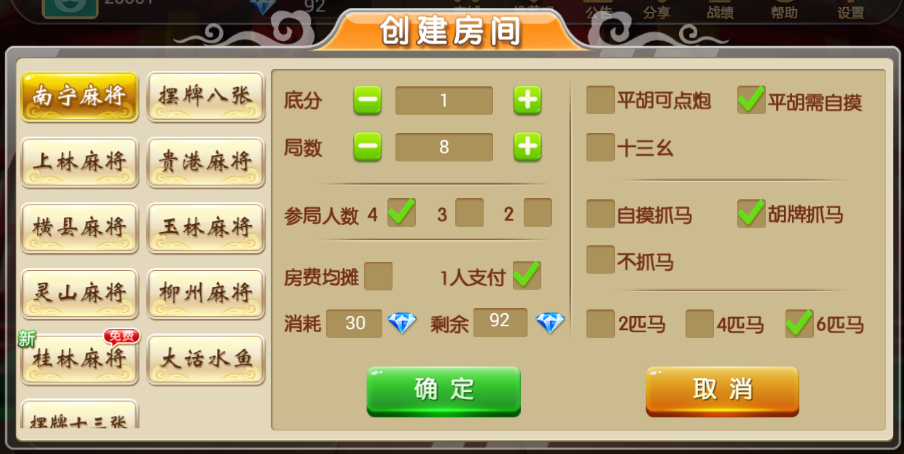 92
公告
分享
战绩
帮助
设置
创建房间
南宁麻将
摆牌八张
上林麻将
贵港麻将
横县麻将
玉林麻将
灵山麻将
柳州麻将
新
免费
桂林麻将
大话水鱼
摆牌十三张
底分 1
局数 8
参局人数 4 3 2
房费均摊 1人支付
消耗 30 剩余 92
平胡可点炮 平胡需自摸
十三幺
自摸抓马 胡牌抓马
不抓马
2匹马 4匹马 6匹马
确定
取消